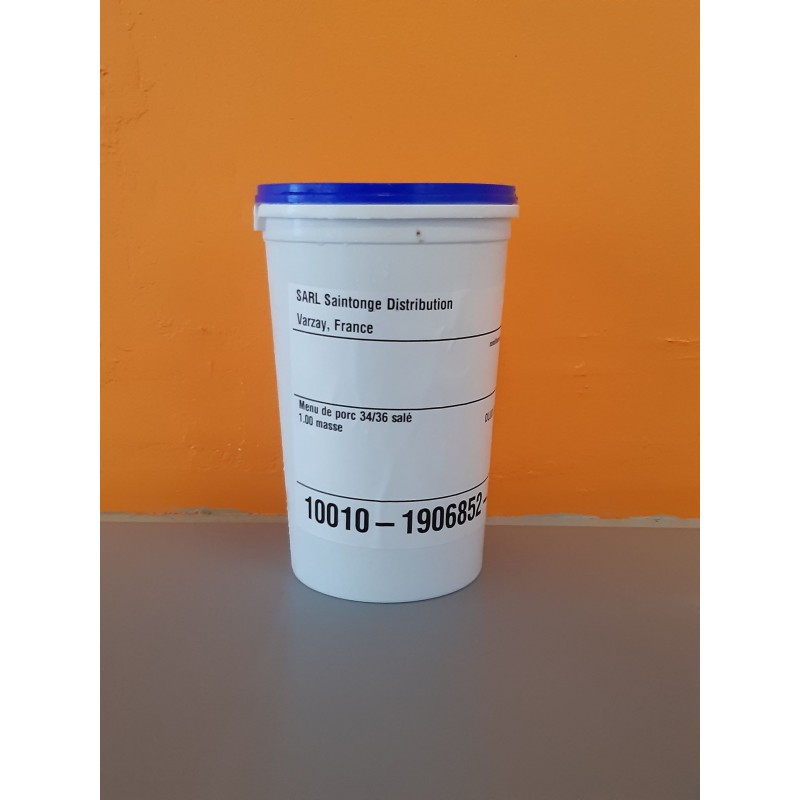 SARL Saintonge Distribution
Varzay, France
Menu de porc 34/36 salé
1.00 masse
10010 – 1906852-